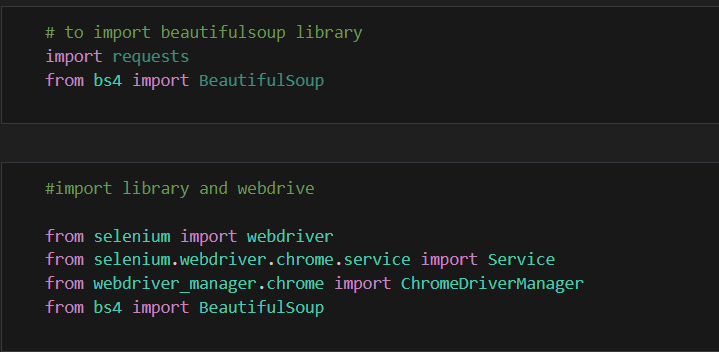 # to import beautifulsoup library
import requests
from bs4 import BeautifulSoup
#import library and webdrive
from selenium import webdriver
from selenium.webdriver.chrome.service import Service
from webdriver_manager.chrome import ChromeDriverManager
from bs4 import BeautifulSoup